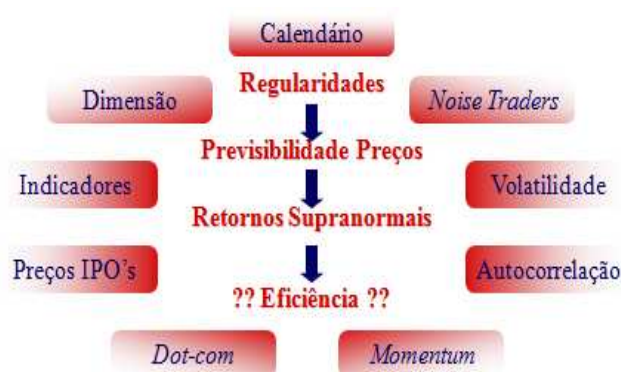 Calendário
Regularidades
Dimensão
Noise Traders
Previsibilidade Preços
Indicadores
Volatilidade
Retornos Supranormais
Preços IPO's
Autocorrelação
?? Eficiência ??
Dot-com
Momentum